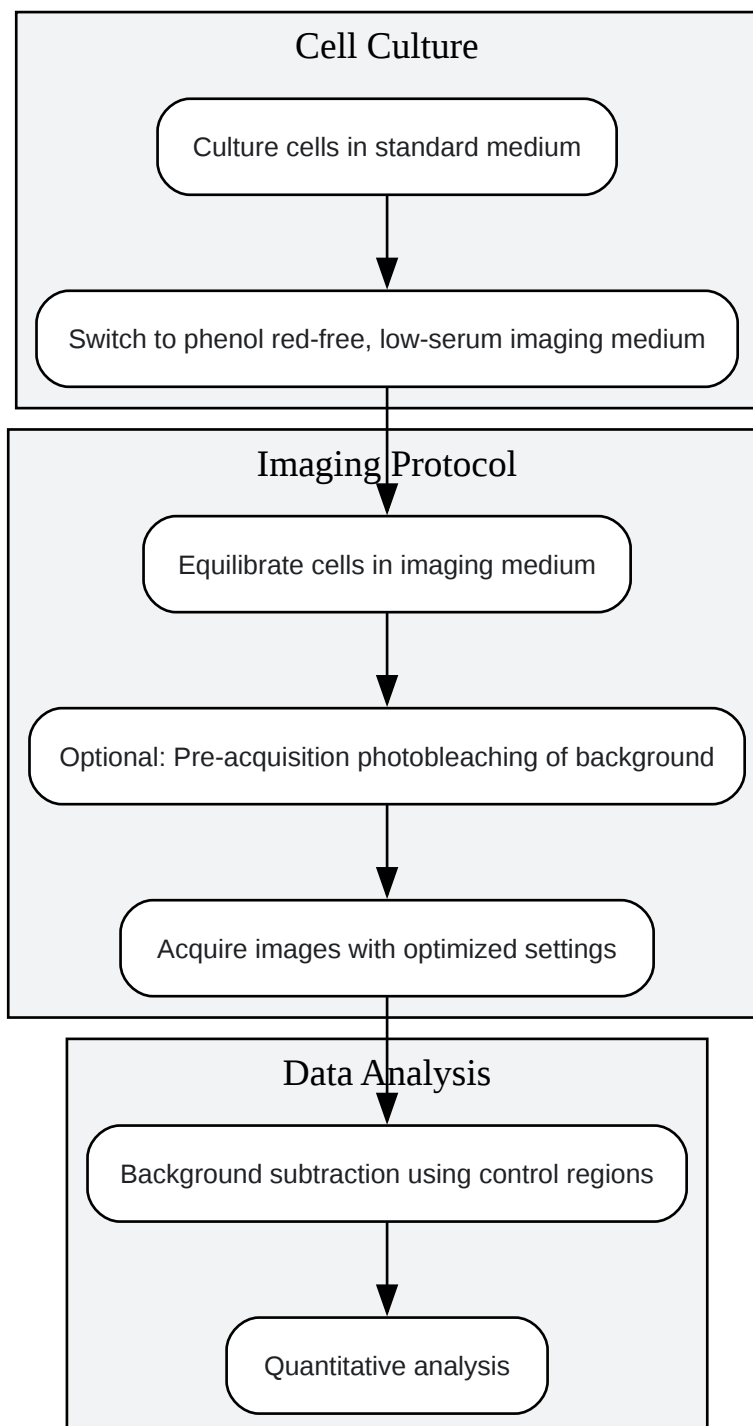 Cell Culture
Culture cells in standard medium
Switch to phenol red-free, low-serum imaging medium
Imaging Protocol
Equilibrate cells in imaging medium
Optional: Pre-acquisition photobleaching of background
Acquire images with optimized settings
Data Analysis
Background subtraction using control regions
Quantitative analysis